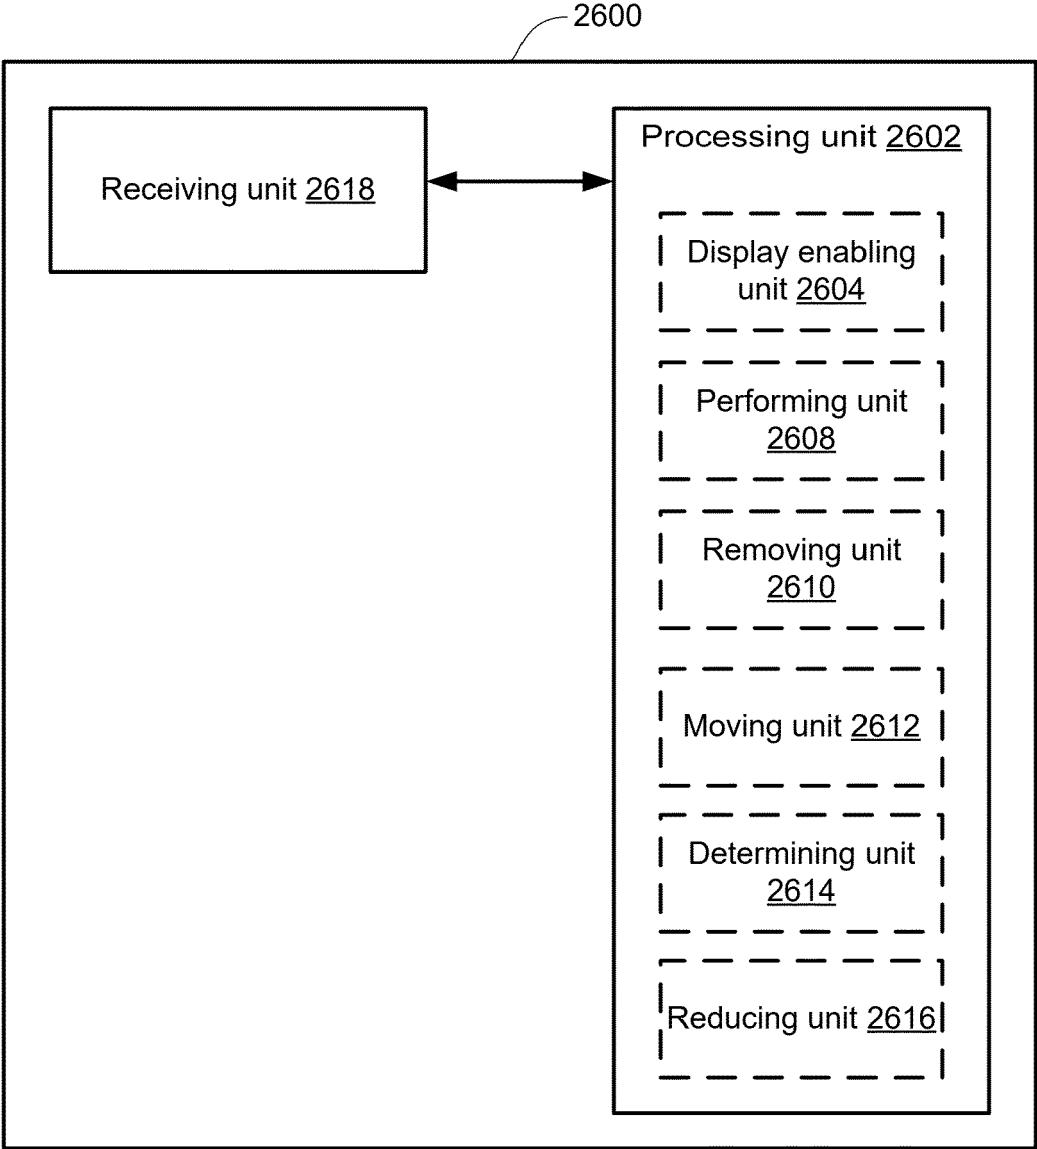 2600
Receiving unit 2618
Processing unit 2602
Display enabling
unit 2604
Performing unit
2608
Removing unit
2610
Moving unit 2612
Determining unit
2614
Reducing unit 2616